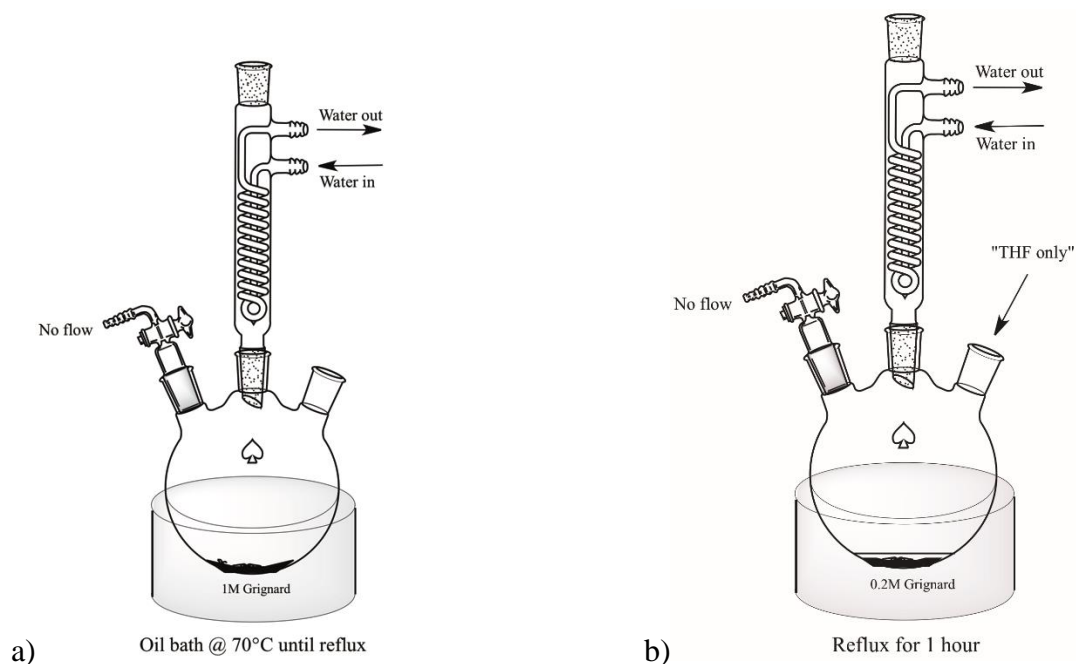 Water out
Water in
No flow
1M Grignard
a) Oil bath @ 70°C until reflux
Water out
Water in
"THF only"
No flow
0.2M Grignard
b) Reflux for 1 hour